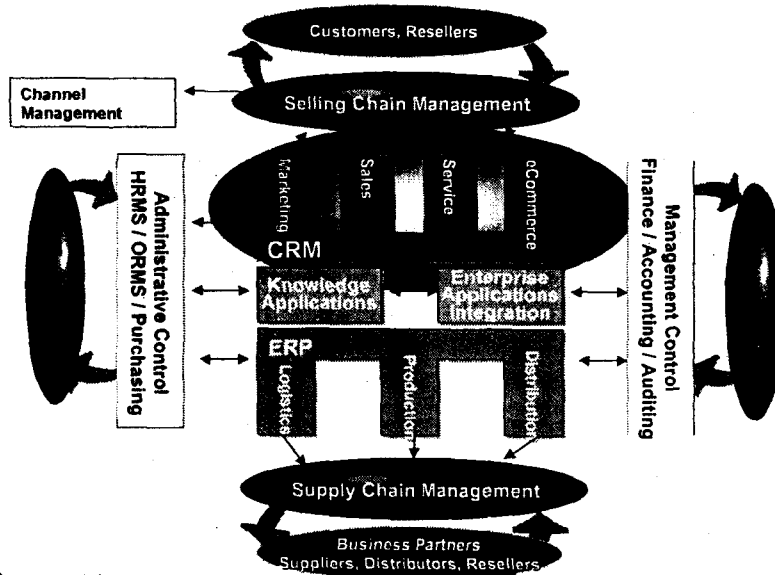 Customers, Resellers
Selling Chain Management
Channel
Management
Marketing
Sales
Service
eCommerce
CRM
Administrative Control
HRMS / ORMS / Purchasing
Management Control
Finance / Accounting / Auditing
Knowledge
Applications
Enterprise
Applications
Integration
ERP
Logistics
Production
Distribution
Supply Chain Management
Business Partners
Suppliers, Distributors, Resellers